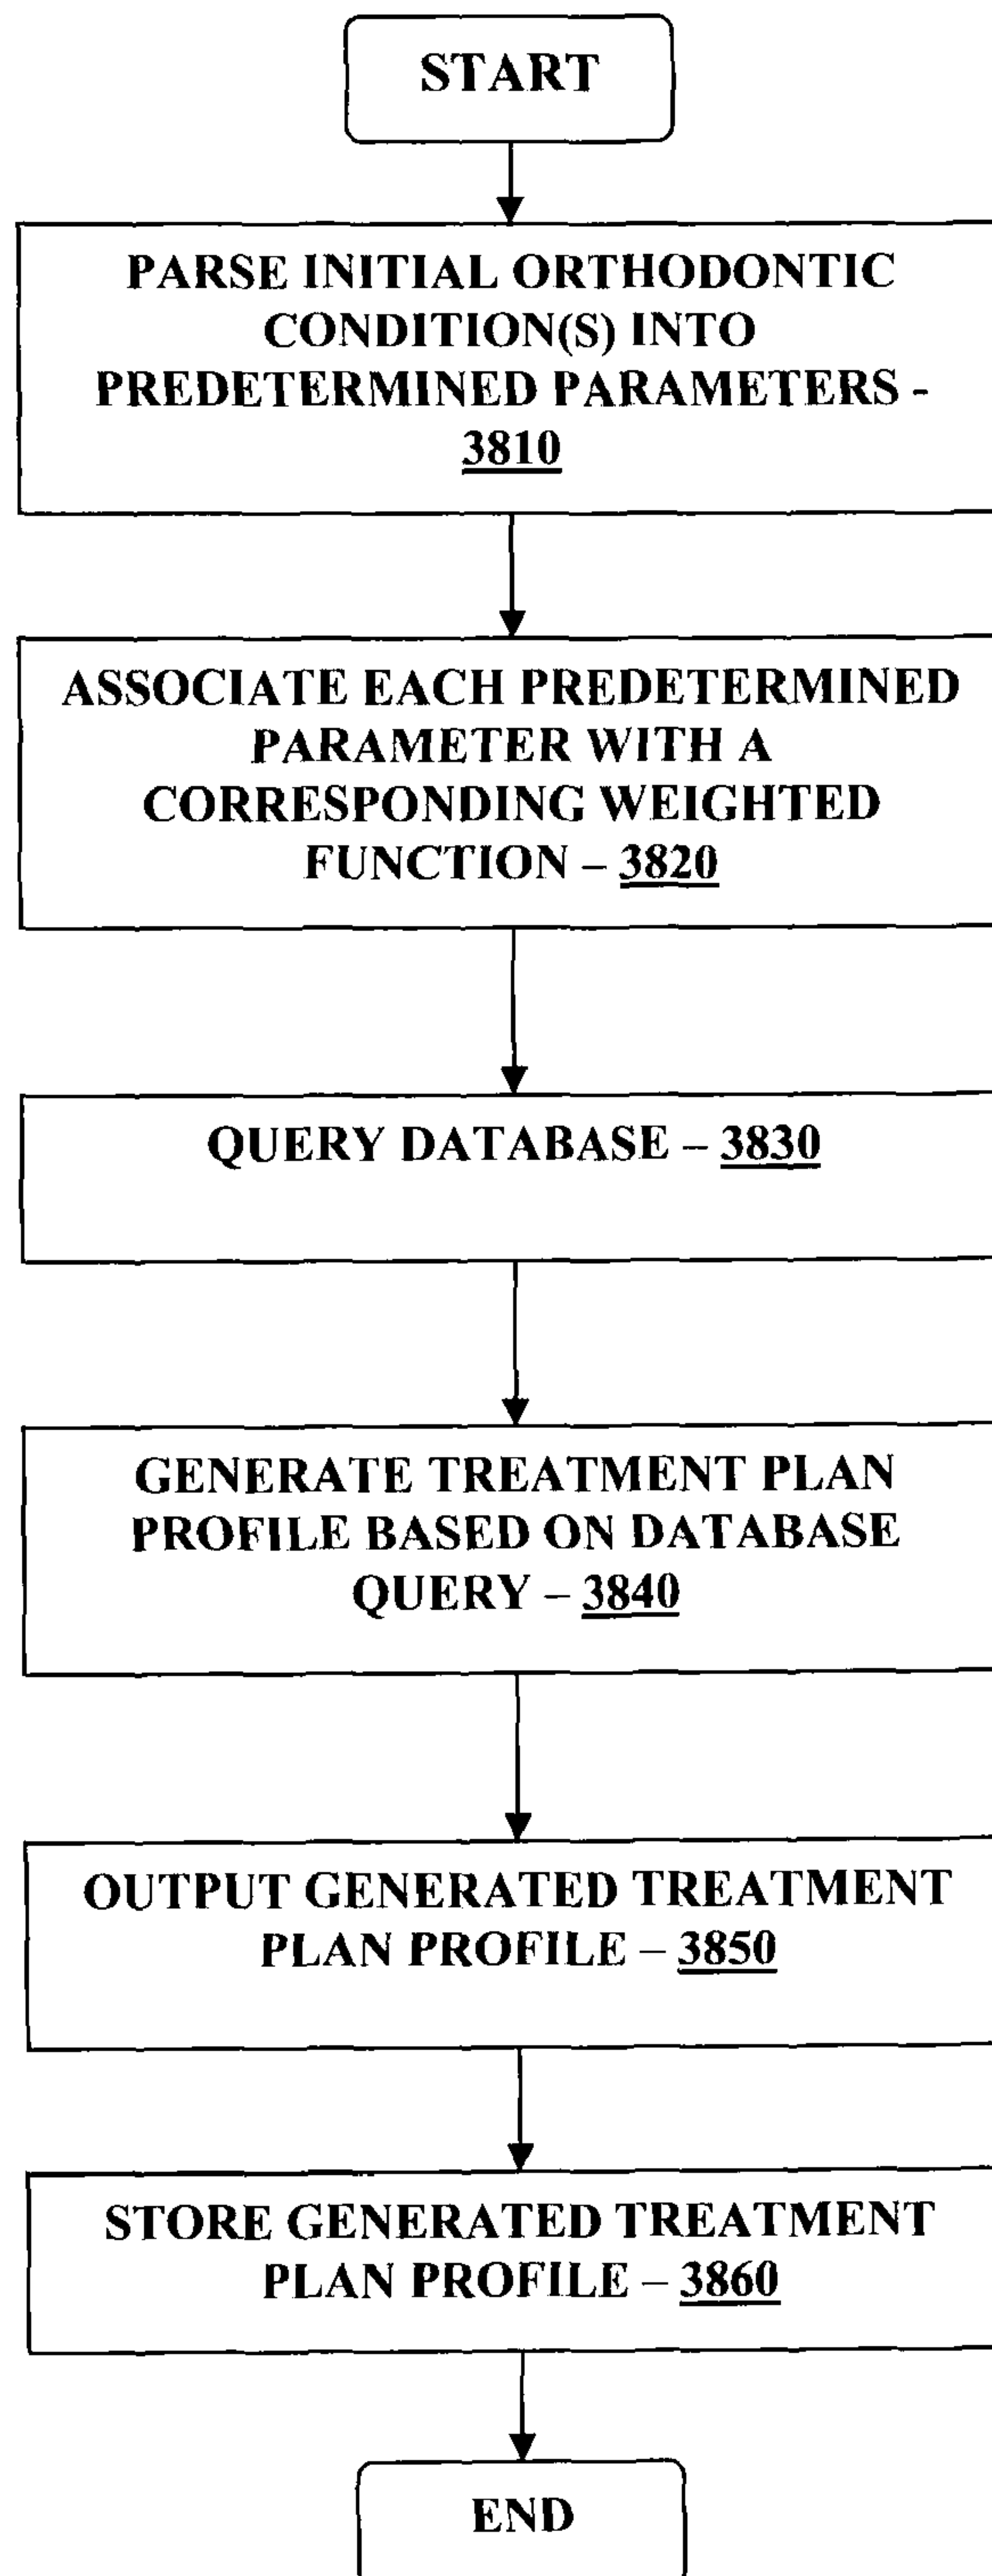 START
PARSE INITIAL ORTHODONTIC
CONDITION(S) INTO
PREDETERMINED PARAMETERS -
3810
ASSOCIATE EACH PREDETERMINED
PARAMETER WITH A
CORRESPONDING WEIGHTED
FUNCTION – 3820
QUERY DATABASE – 3830
GENERATE TREATMENT PLAN
PROFILE BASED ON DATABASE
QUERY – 3840
OUTPUT GENERATED TREATMENT
PLAN PROFILE – 3850
STORE GENERATED TREATMENT
PLAN PROFILE – 3860
END